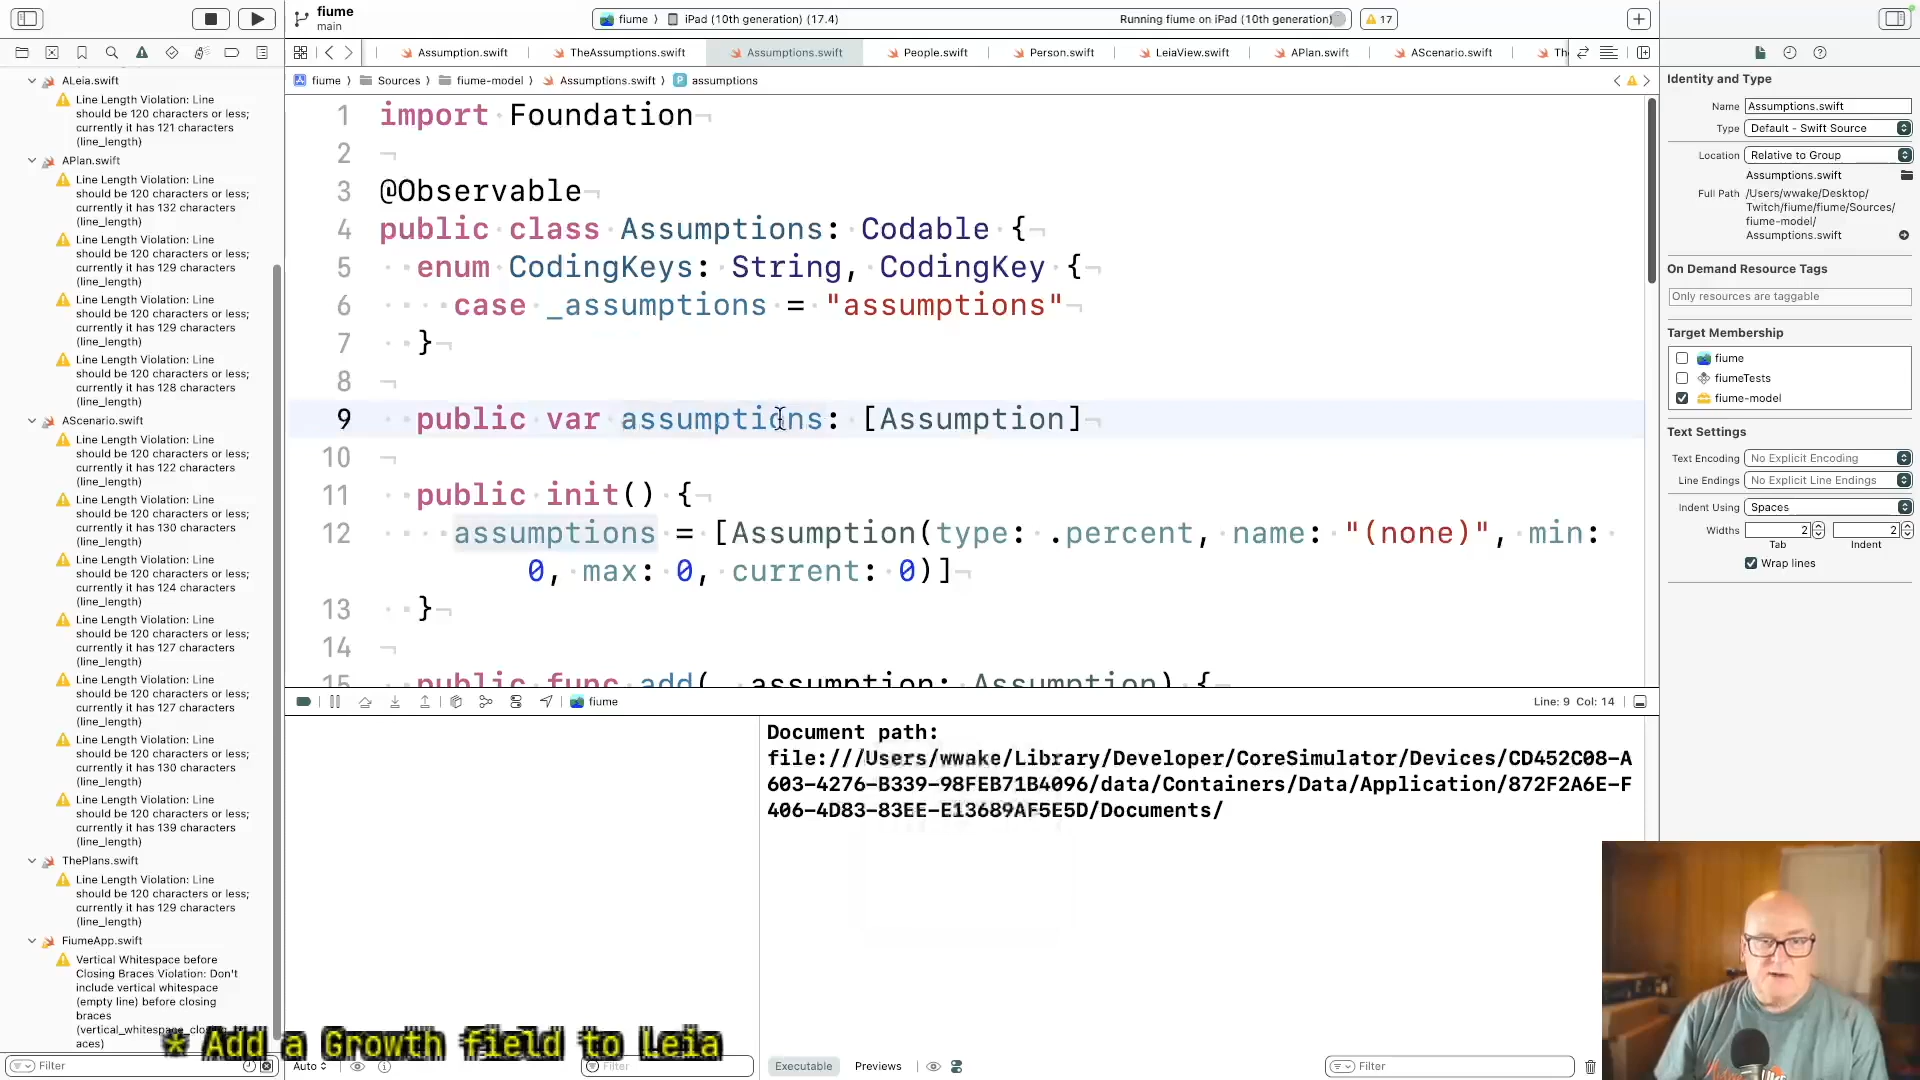 fiume
main
fiume ⟩ iPad (10th generation) (17.4)
Running fiume on iPad (10th generation)
17
Assumption.swift
TheAssumptions.swift
Assumptions.swift
People.swift
Person.swift
LeiaView.swift
APlan.swift
AScenario.swift
Th
fiume ⟩ Sources ⟩ fiume-model ⟩ Assumptions.swift ⟩ assumptions
ALeia.swift
Line Length Violation: Line
should be 120 characters or less;
currently it has 121 characters
(line_length)
APlan.swift
Line Length Violation: Line
should be 120 characters or less;
currently it has 132 characters
(line_length)
Line Length Violation: Line
should be 120 characters or less;
currently it has 129 characters
(line_length)
Line Length Violation: Line
should be 120 characters or less;
currently it has 129 characters
(line_length)
Line Length Violation: Line
should be 120 characters or less;
currently it has 128 characters
(line_length)
AScenario.swift
Line Length Violation: Line
should be 120 characters or less;
currently it has 122 characters
(line_length)
Line Length Violation: Line
should be 120 characters or less;
currently it has 130 characters
(line_length)
Line Length Violation: Line
should be 120 characters or less;
currently it has 124 characters
(line_length)
Line Length Violation: Line
should be 120 characters or less;
currently it has 127 characters
(line_length)
Line Length Violation: Line
should be 120 characters or less;
currently it has 127 characters
(line_length)
Line Length Violation: Line
should be 120 characters or less;
currently it has 130 characters
(line_length)
Line Length Violation: Line
should be 120 characters or less;
currently it has 139 characters
(line_length)
ThePlans.swift
Line Length Violation: Line
should be 120 characters or less;
currently it has 129 characters
(line_length)
FiumeApp.swift
Vertical Whitespace before
Closing Braces Violation: Don't
include vertical whitespace
(empty line) before closing
braces
(vertical_whitespace_closing_
aces)
Filter
* Add a Growth field to Leia
1 import Foundation
2
3 @Observable
4 public class Assumptions: Codable {
5 enum CodingKeys: String, CodingKey {
6 case _assumptions = "assumptions"
7 }
8
9 public var assumptions: [Assumption]
10
11 public init() {
12 assumptions = [Assumption(type: .percent, name: "(none)", min:
0, max: 0, current: 0)]
13 }
14
15 public func add(_ assumption: Assumption) {
fiume
Line: 9 Col: 14
Document path:
file:///Users/wwake/Library/Developer/CoreSimulator/Devices/CD452C08-A
603-4276-B339-98FEB71B4096/data/Containers/Data/Application/872F2A6E-F
406-4D83-83EE-E13689AF5E5D/Documents/
Auto
Filter
Executable
Previews
Filter
Identity and Type
Name Assumptions.swift
Type Default - Swift Source
Location Relative to Group
Assumptions.swift
Full Path /Users/wwake/Desktop/
Twitch/fiume/fiume/Sources/
fiume-model/
Assumptions.swift
On Demand Resource Tags
Only resources are taggable
Target Membership
fiume
fiumeTests
fiume-model
Text Settings
Text Encoding No Explicit Encoding
Line Endings No Explicit Line Endings
Indent Using Spaces
Widths 2 2
Tab Indent
Wrap lines